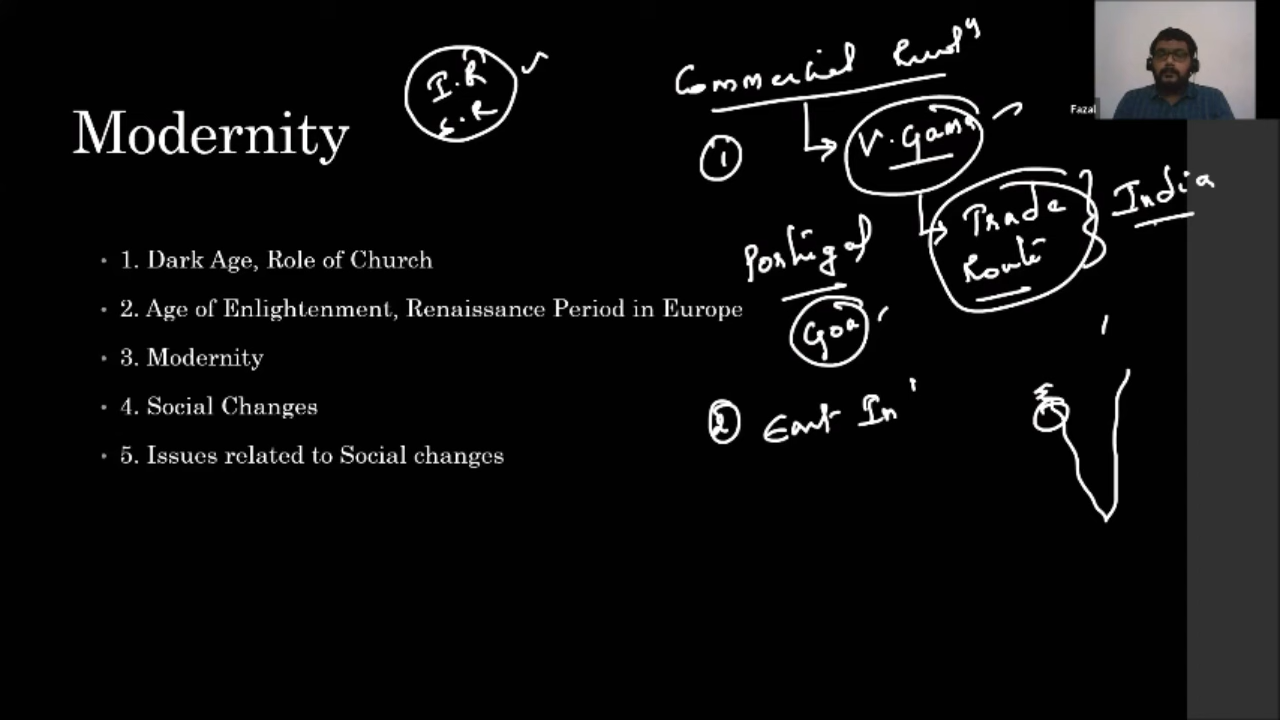 Modernity
• 1. Dark Age, Role of Church
• 2. Age of Enlightenment, Renaissance Period in Europe
• 3. Modernity
• 4. Social Changes
• 5. Issues related to Social changes
I.R
S.R
Commercial
1
V. Gama
Trade
Route
India
Portugal
Goa
2 East In
Fazal